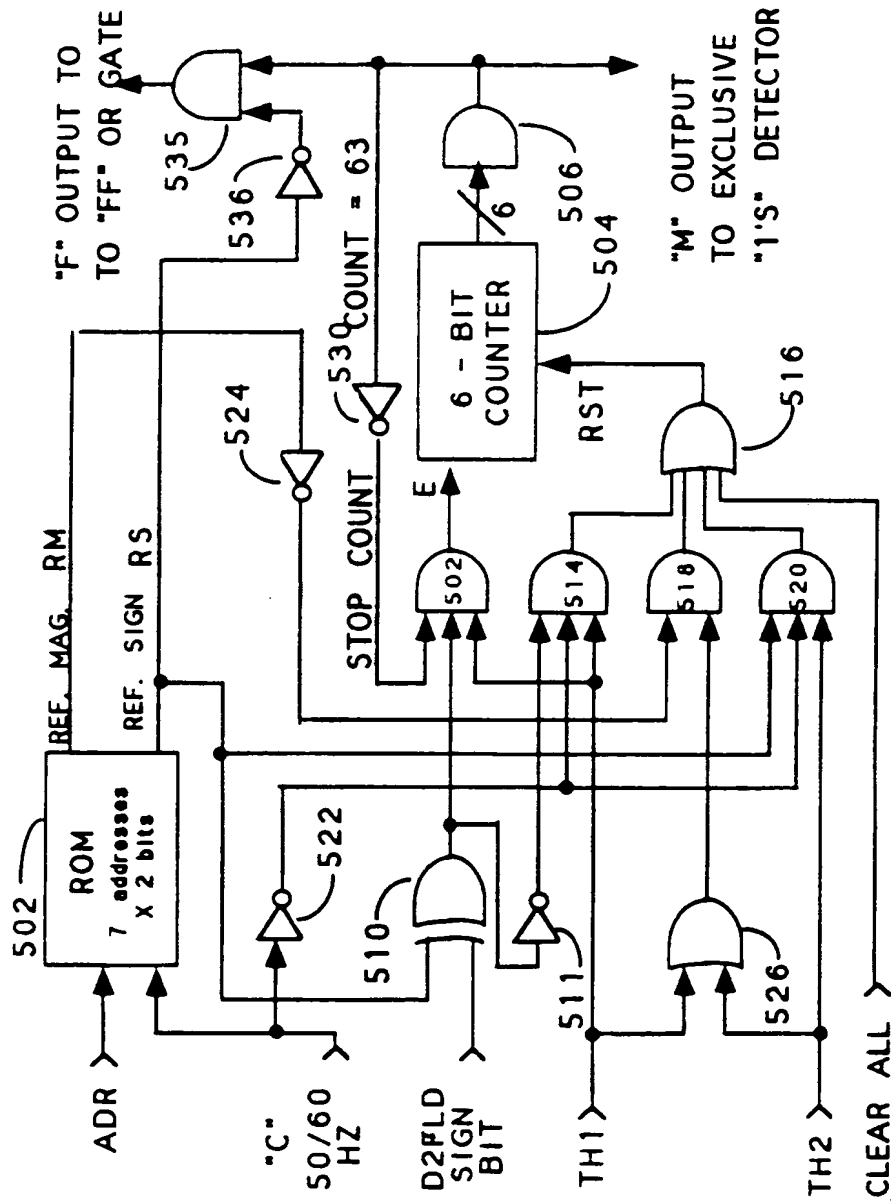 502
ROM
7
addresses
X 2 bits
REF. MAG. RM
REF. SIGN RS
"F" OUTPUT TO
TO "FF" OR GATE
535
536
524
530
STOP COUNT
COUNT = 63
ADR
"C"
50/60
HZ
522
D2FLD
SIGN
BIT
510
511
502
E
6 - BIT
COUNTER
504
6
506
RST
"M" OUTPUT
TO EXCLUSIVE
"1'S" DETECTOR
514
516
518
520
TH1
526
TH2
CLEAR ALL